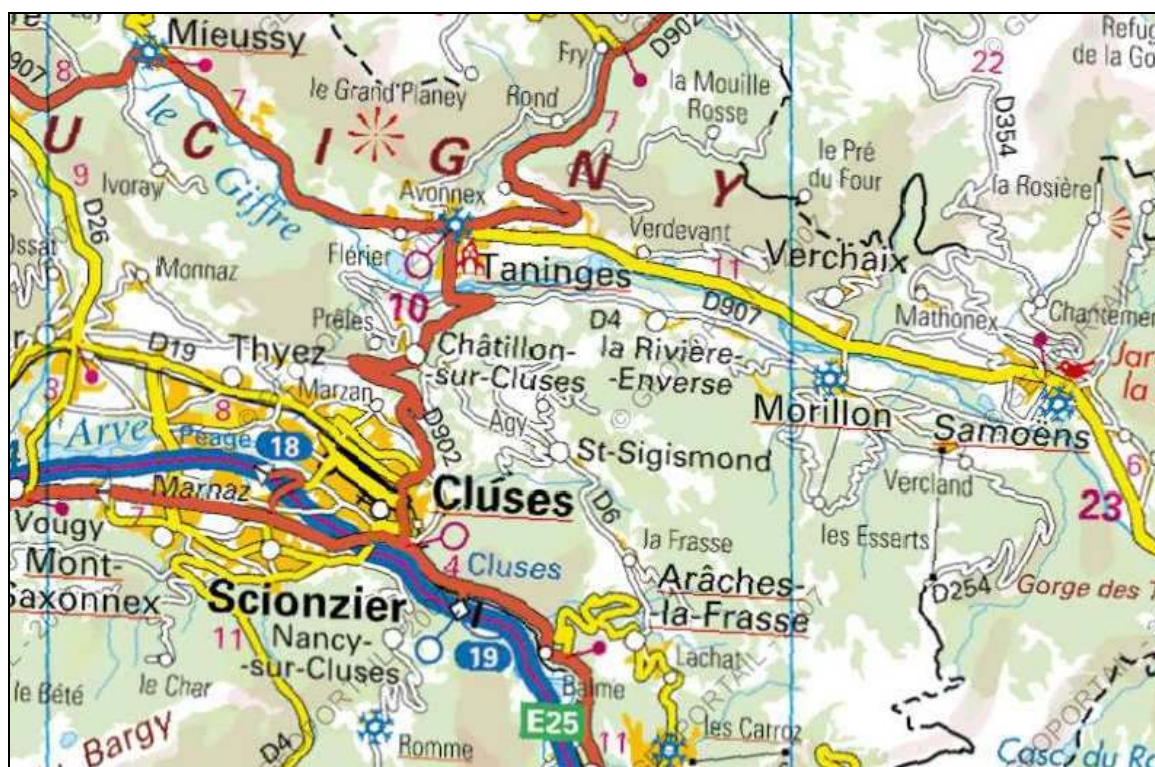 Mieussy
D902
Refug
de la Go
22
907
8
7
le Grand Planey
Fry
la Mouille
Rosse
Rond
7
D354
le Giffre
U C I G N Y
le Pré
du Four
9
Ivoray
Avonnex
la Rosière
D26
Ossat
Flérier
Verdevant
11
Verchaix
Monnaz
Taninges
10
D907
Mathonex
Chantemer
Prêles
D4
la Rivière-
-Enverse
Jar
la
D19
Thyez
Châtillon-
-sur-Cluses
3
Marzan
8
Agy
Morillon
Samoëns
Arve
Péage
18
D902
St-Sigismond
6
Marnaz
Cluses
Vercland
23
7
Vougy
D6
les Esserts
Mont-
Saxonnex
4
Cluses
la Frasse
Arâches-
-la-Frasse
D254
Gorge des T
Scionzier
11
Nancy-
-sur-Cluses
19
Lachat
le Bété
le Char
Balme
E25
Bargy
D4
Romme
11
les Carroz
Casc. du Ro